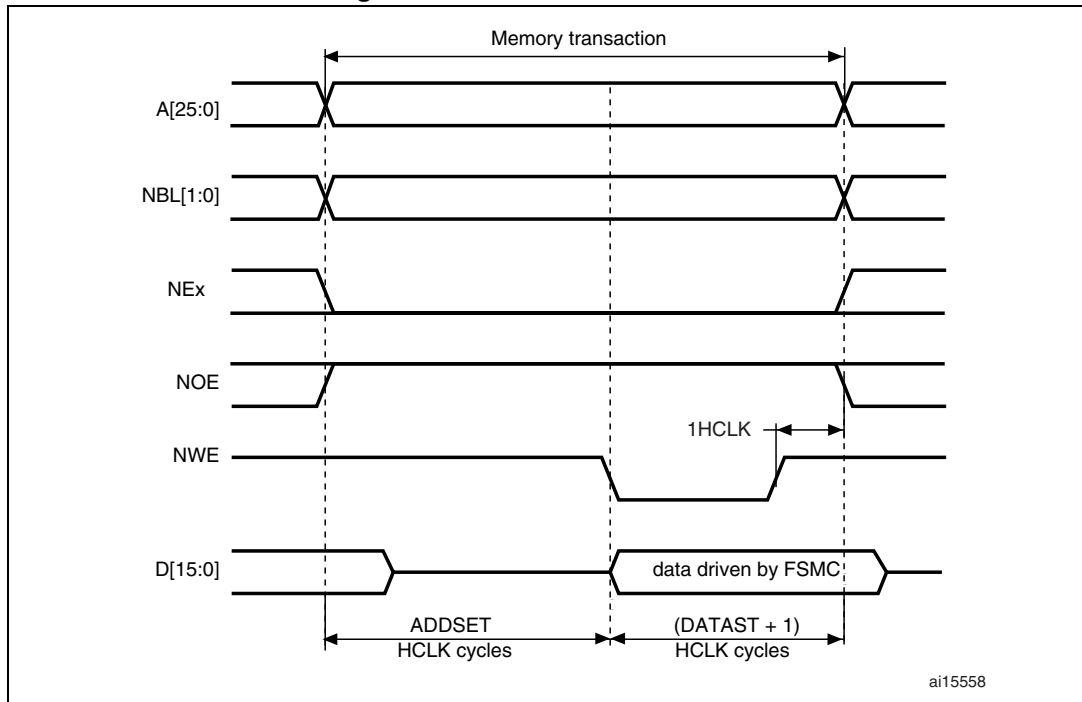 Memory transaction
A[25:0]
NBL[1:0]
NEx
NOE
1HCLK
NWE
D[15:0]
data driven by FSMC
ADDSET
HCLK cycles
(DATAST + 1)
HCLK cycles
ai15558